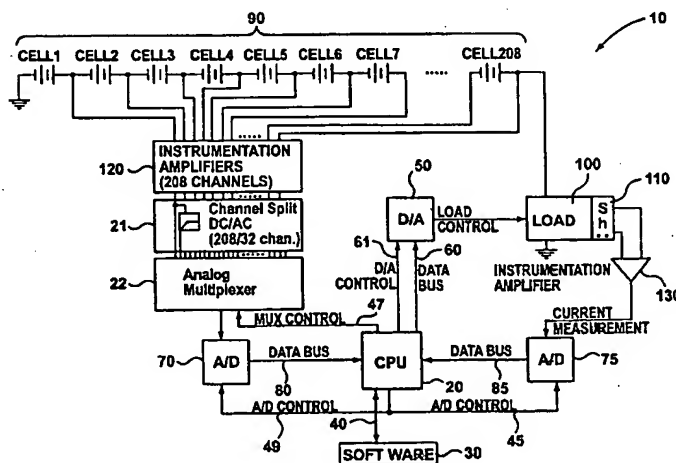 90
10
CELL1 CELL2 CELL3 CELL4 CELL5 CELL6 CELL7 ..... CELL208
120
INSTRUMENTATION
AMPLIFIERS
(208 CHANNELS)
21
Channel Split
DC/AC
(208/32 chan.)
22
Analog
Multiplexer
47
MUX CONTROL
50
D/A
LOAD
CONTROL
61
60
D/A
CONTROL
DATA
BUS
100
110
LOAD
Sh..
INSTRUMENTATION
AMPLIFIER
130
CURRENT
MEASUREMENT
70
A/D
DATA BUS
80
CPU
20
DATA BUS
85
A/D
75
A/D CONTROL
49
40
A/D CONTROL
45
SOFT WARE
30